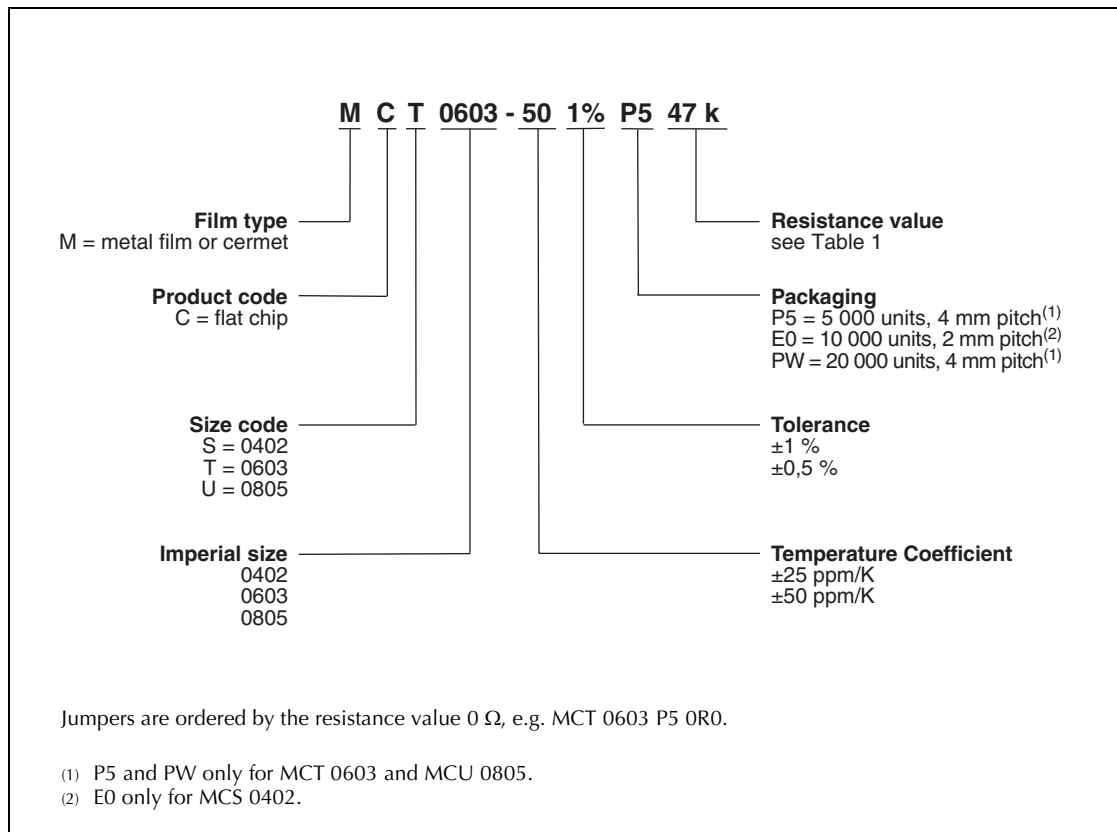 M C T 0603 - 50 1% P5 47 k
Film type
M = metal film or cermet
Product code
C = flat chip
Size code
S = 0402
T = 0603
U = 0805
Imperial size
0402
0603
0805
Resistance value
see Table 1
Packaging
P5 = 5 000 units, 4 mm pitch(1)
E0 = 10 000 units, 2 mm pitch(2)
PW = 20 000 units, 4 mm pitch(1)
Tolerance
±1 %
±0,5 %
Temperature Coefficient
±25 ppm/K
±50 ppm/K
Jumpers are ordered by the resistance value 0 Ω, e.g. MCT 0603 P5 0R0.
(1) P5 and PW only for MCT 0603 and MCU 0805.
(2) E0 only for MCS 0402.